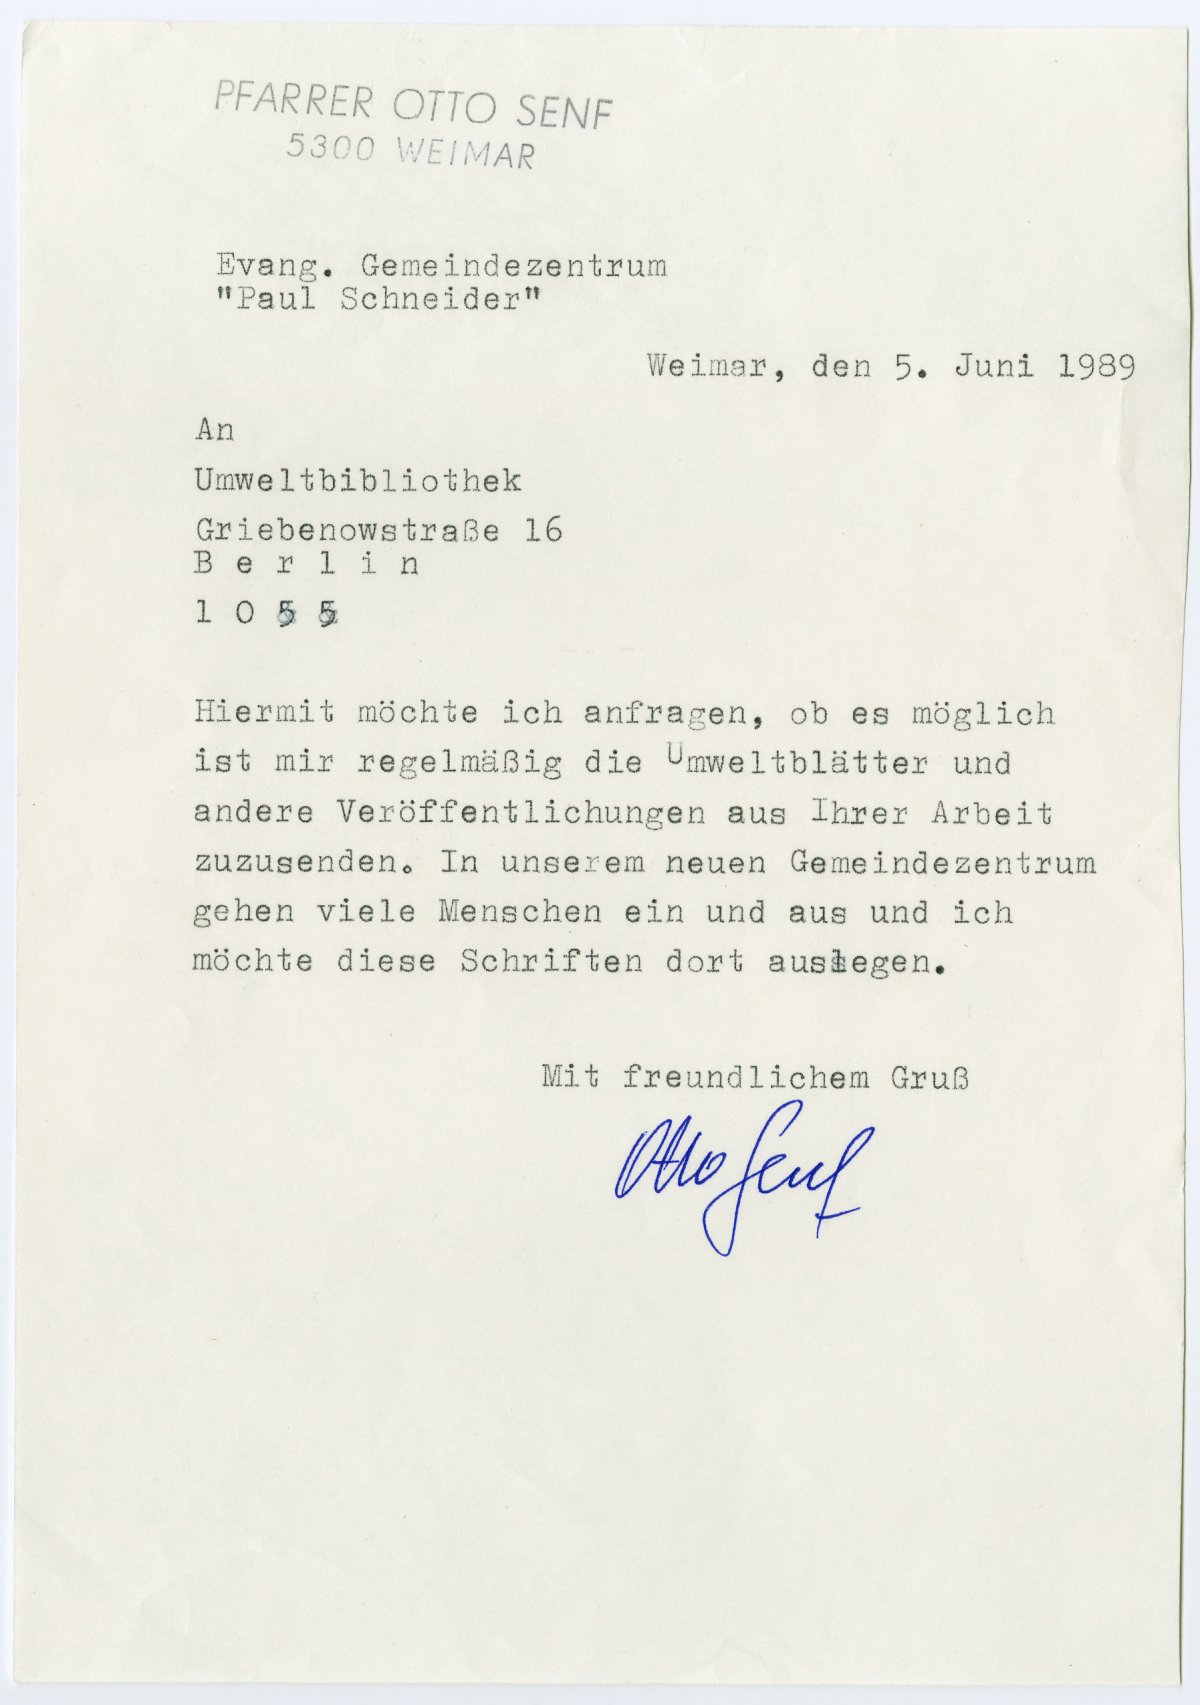 PFARRER OTTO SENF
5300 WEIMAR
Evang. Gemeindezentrum
"Paul Schneider"
Weimar, den 5. Juni 1989
An
Umweltbibliothek
Griebenowstraße 16
B e r l i n
1 0 5 5
Hiermit möchte ich anfragen, ob es möglich
ist mir regelmäßig die Umweltblätter und
andere Veröffentlichungen aus Ihrer Arbeit
zuzusenden. In unserem neuen Gemeindezentrum
gehen viele Menschen ein und aus und ich
möchte diese Schriften dort auslegen.
Mit freundlichem Gruß
Otto Senf